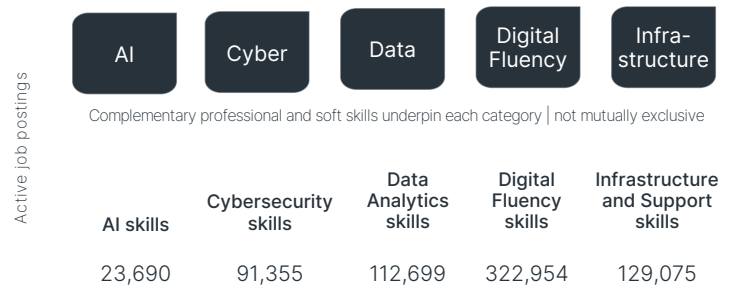 AI
Cyber
Data
Digital
Fluency
Infra-
structure
Complementary professional and soft skills underpin each category | not mutually exclusive
Active job postings
AI skills
Cybersecurity
skills
Data
Analytics
skills
Digital
Fluency
skills
Infrastructure
and Support
skills
23,690
91,355
112,699
322,954
129,075